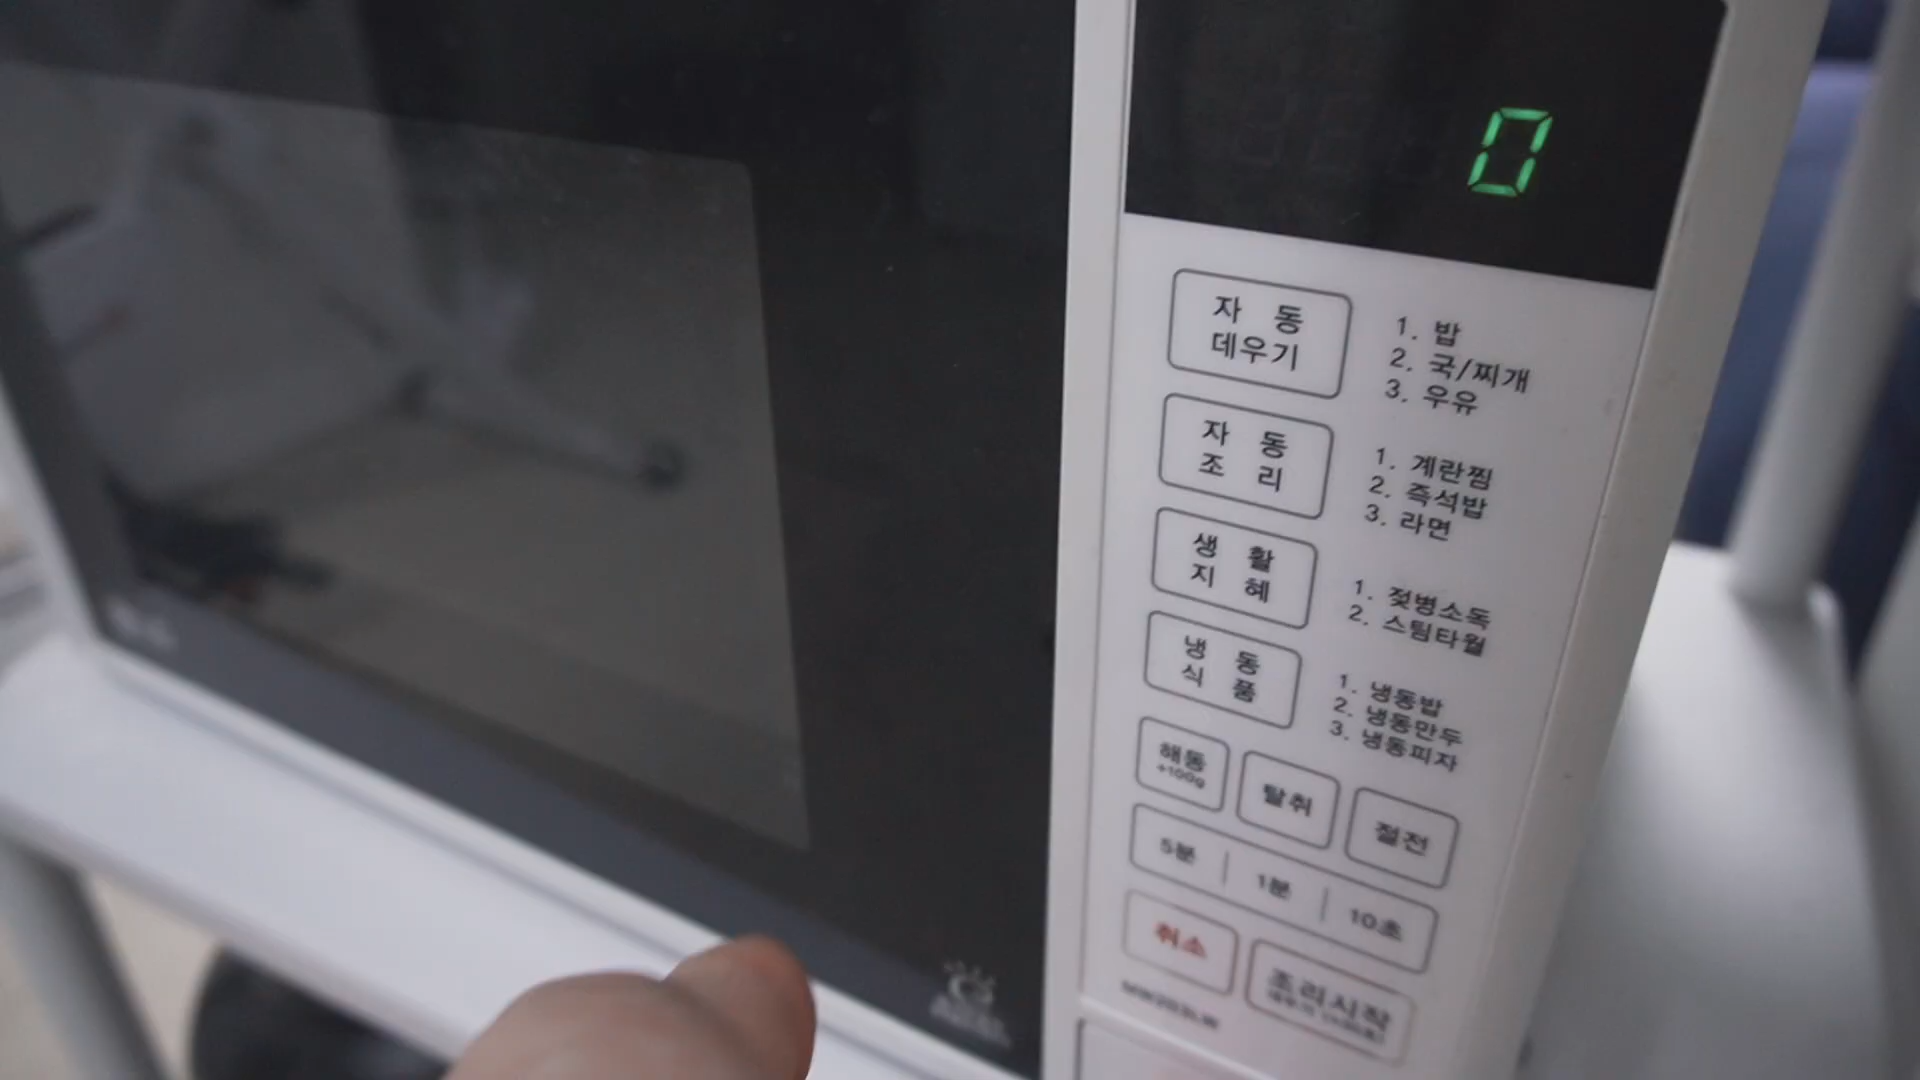 0
자 동
데우기
1. 밥
2. 국/찌개
3. 우유
자 동
조 리
1. 계란찜
2. 즉석밥
3. 라면
생 활
지 혜
1. 젖병소독
2. 스팀타월
냉 동
식 품
1. 냉동밥
2. 냉동만두
3. 냉동피자
해동
+100g
탈취
절전
5분
1분
10초
취소
조리시작